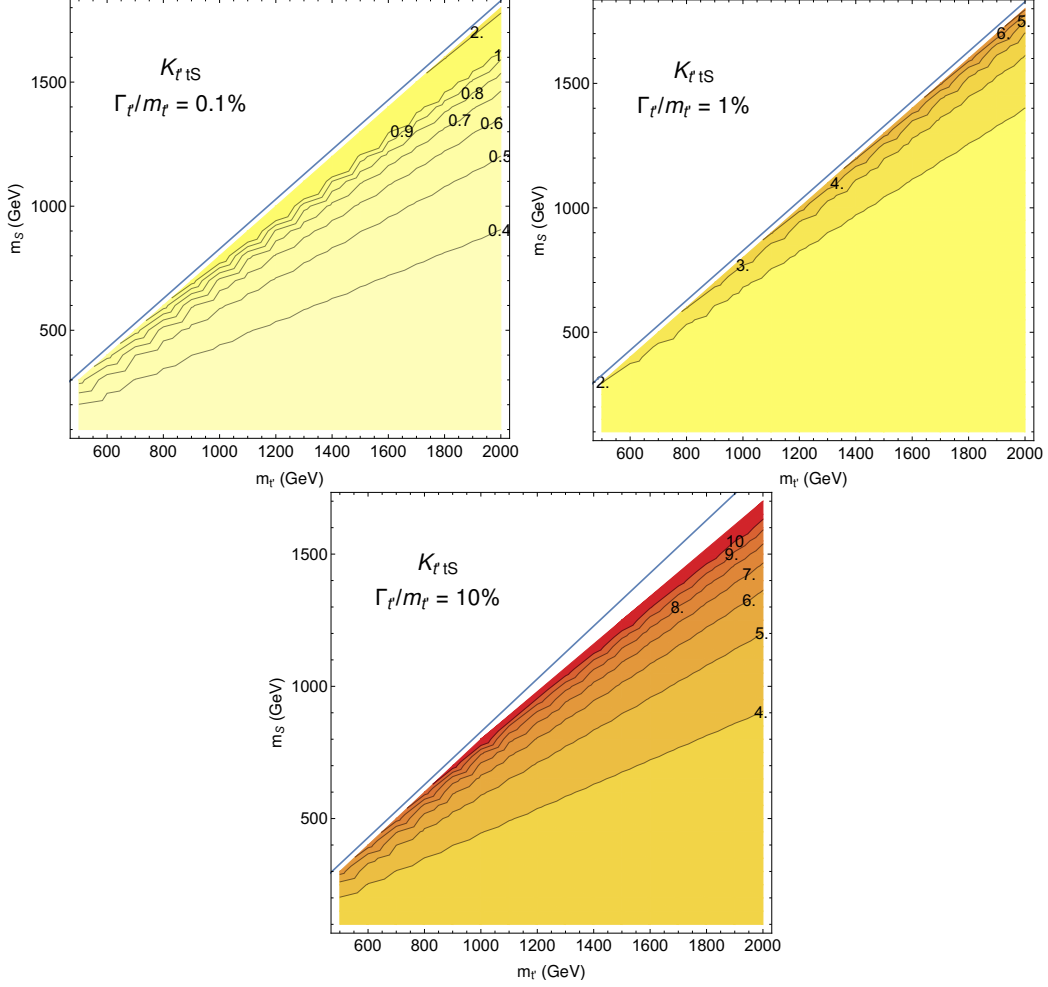 K_{t' tS}
Γ_{t'}/m_{t'} = 0.1%
2.
1
0.9
0.8
0.7
0.6
0.5
0.4
1500
1000
500
m_S (GeV)
600 800 1000 1200 1400 1600 1800 2000
m_{t'} (GeV)
K_{t' tS}
Γ_{t'}/m_{t'} = 1%
5.
6.
4.
3.
2.
1500
1000
500
m_S (GeV)
600 800 1000 1200 1400 1600 1800 2000
m_{t'} (GeV)
K_{t' tS}
Γ_{t'}/m_{t'} = 10%
10
9.
8.
7.
6.
5.
4.
1500
1000
500
m_S (GeV)
600 800 1000 1200 1400 1600 1800 2000
m_{t'} (GeV)